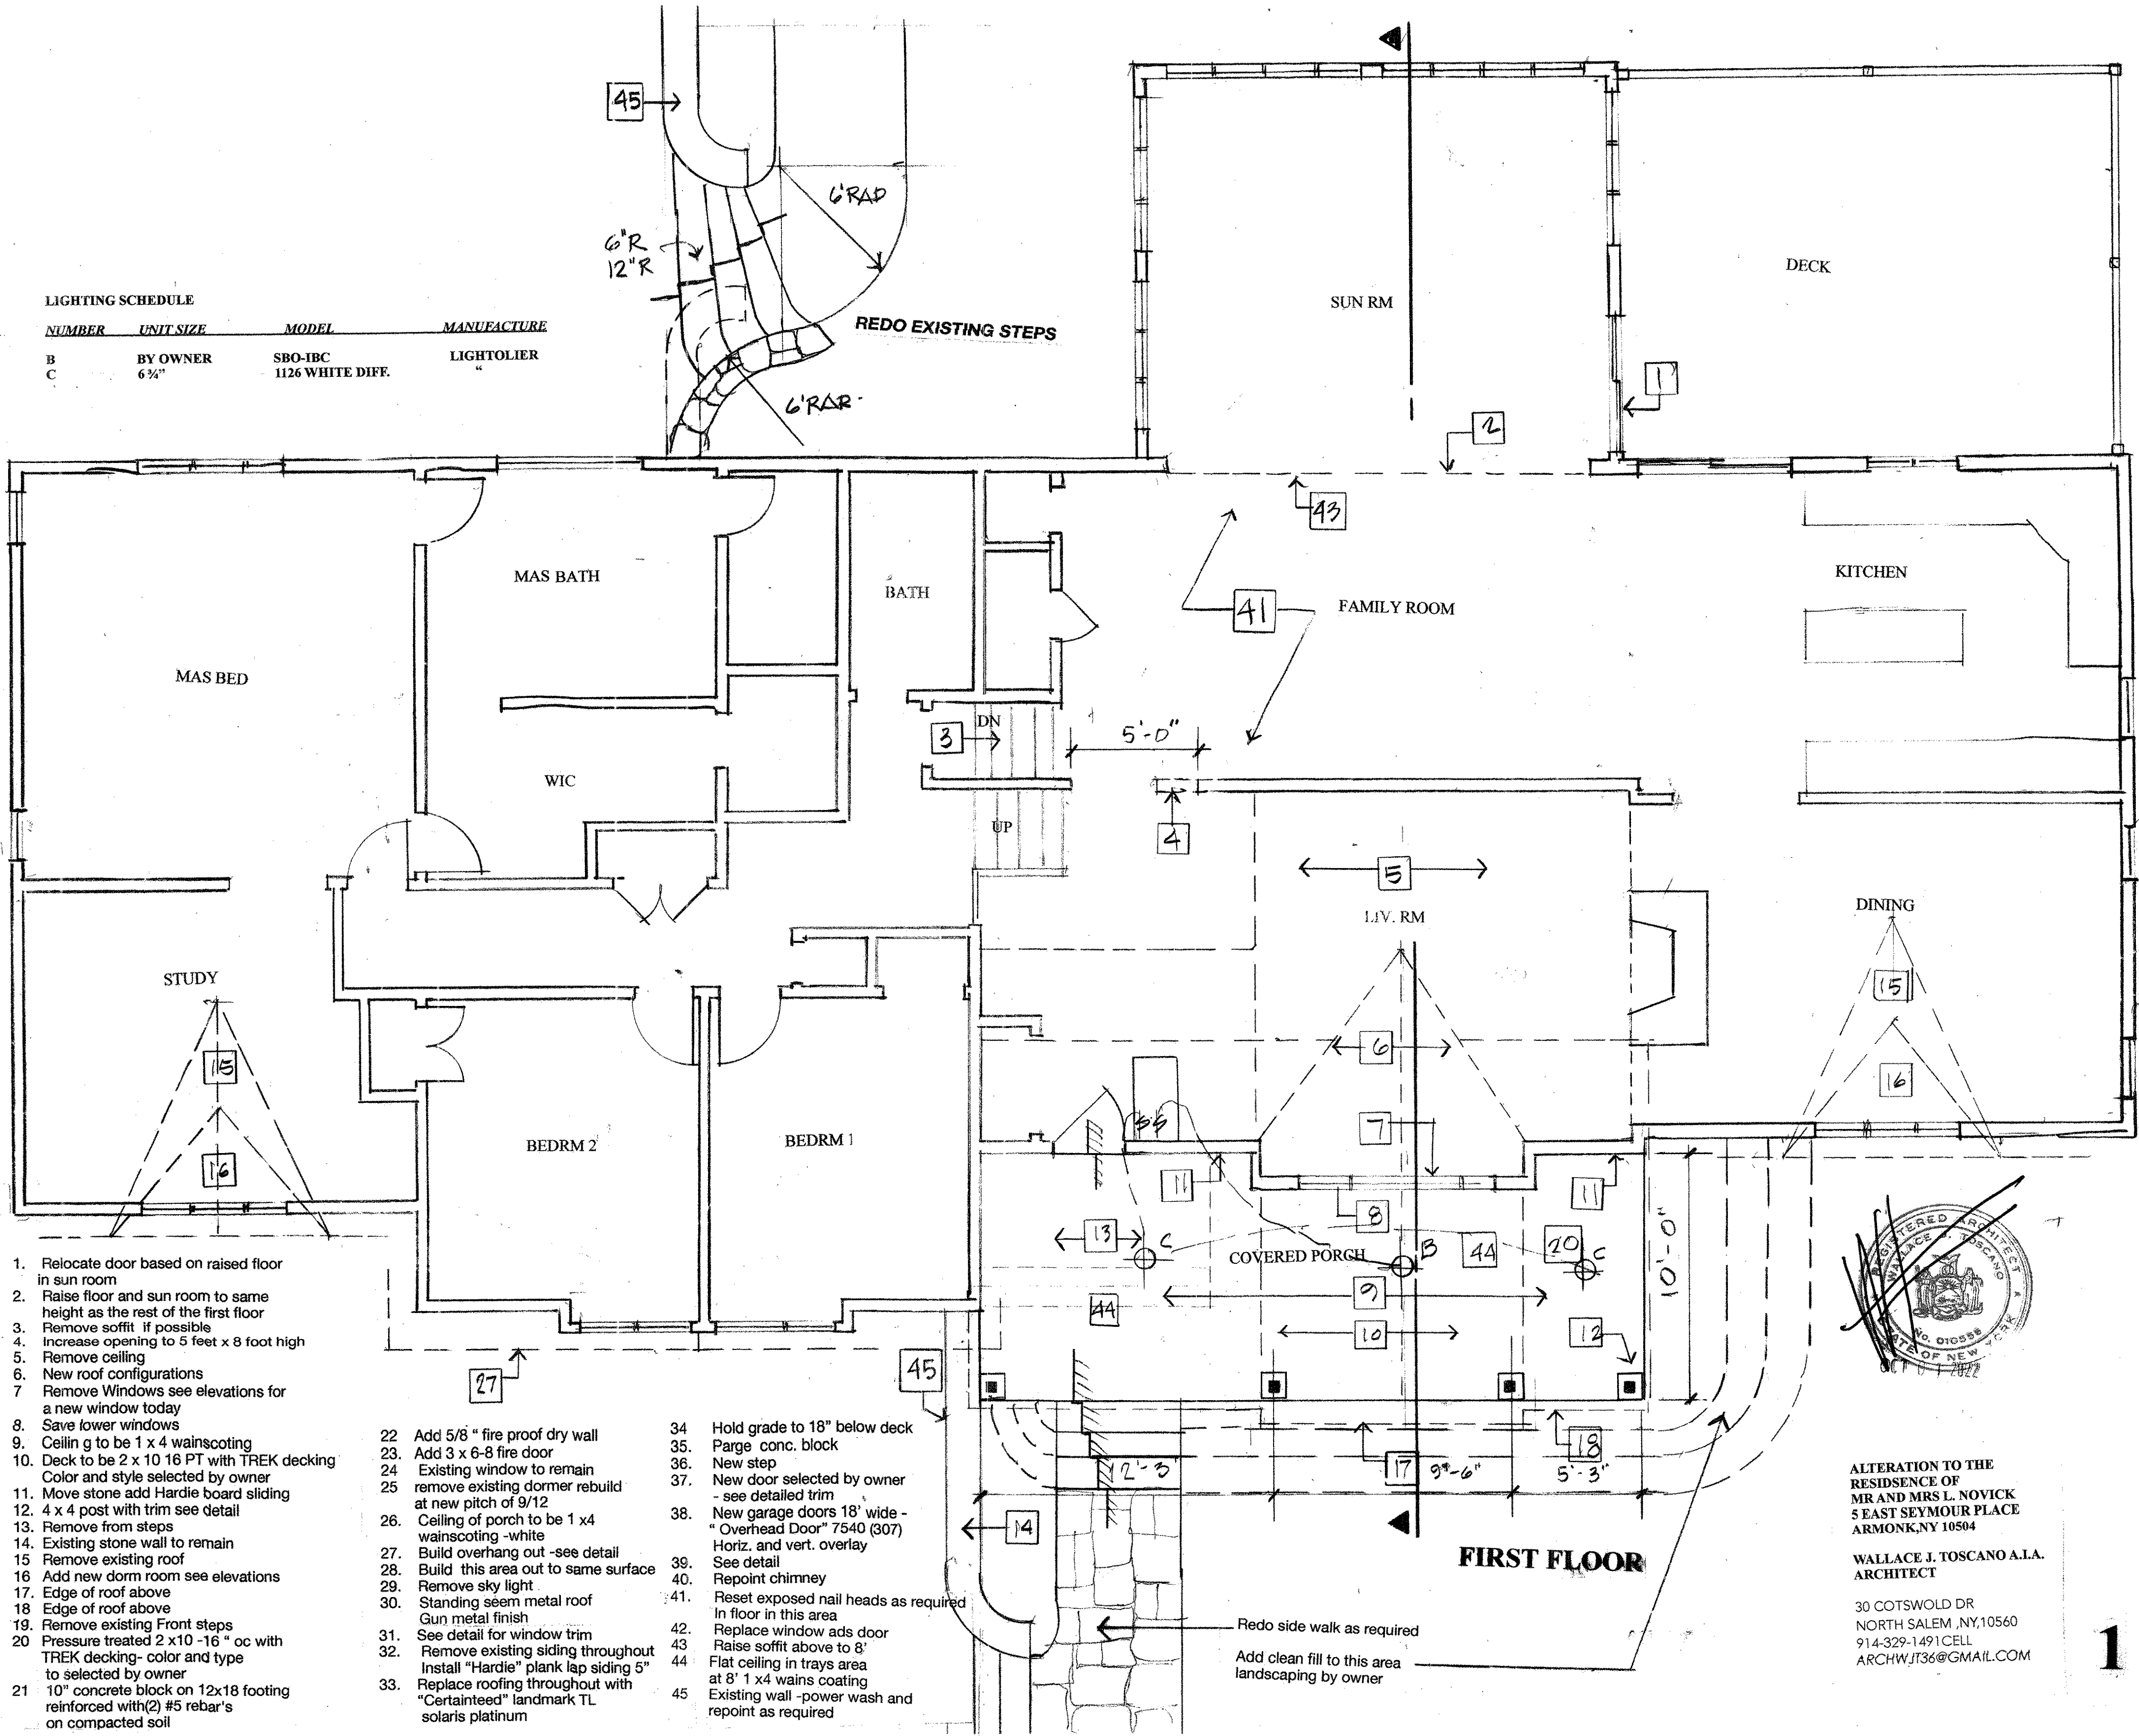 45
6'RAD
6"R
12"R
REDO EXISTING STEPS
6'RAR.
LIGHTING SCHEDULE
NUMBER UNIT SIZE MODEL MANUFACTURE
B BY OWNER SBO-IBC LIGHTOLIER
C 6 ¾" 1126 WHITE DIFF. "
SUN RM
DECK
1
2
43
MAS BED
MAS BATH
BATH
41
FAMILY ROOM
KITCHEN
WIC
DN
3
5'-0"
UP
4
5
LIV. RM
DINING
STUDY
15
16
BEDRM 2
BEDRM 1
6
7
15
16
11
8
11
13
C
COVERED PORCH
B
44
20
C
10'-0"
44
9
10
12
27
45
17
9'-6"
18
5'-3"
12'-3"
14
FIRST FLOOR
Redo side walk as required
Add clean fill to this area
landscaping by owner
1. Relocate door based on raised floor
in sun room
2. Raise floor and sun room to same
height as the rest of the first floor
3. Remove soffit if possible
4. Increase opening to 5 feet x 8 foot high
5. Remove ceiling
6. New roof configurations
7 Remove Windows see elevations for
a new window today
8. Save lower windows
9. Ceilin g to be 1 x 4 wainscoting
10. Deck to be 2 x 10 16 PT with TREK decking
Color and style selected by owner
11. Move stone add Hardie board sliding
12. 4 x 4 post with trim see detail
13. Remove from steps
14. Existing stone wall to remain
15 Remove existing roof
16 Add new dorm room see elevations
17. Edge of roof above
18 Edge of roof above
19. Remove existing Front steps
20 Pressure treated 2 x10 -16 " oc with
TREK decking- color and type
to selected by owner
21 10" concrete block on 12x18 footing
reinforced with(2) #5 rebar's
on compacted soil
22 Add 5/8 " fire proof dry wall
23. Add 3 x 6-8 fire door
24 Existing window to remain
25 remove existing dormer rebuild
at new pitch of 9/12
26. Ceiling of porch to be 1 x4
wainscoting -white
27. Build overhang out -see detail
28. Build this area out to same surface
29. Remove sky light
30. Standing seem metal roof
Gun metal finish
31. See detail for window trim
32. Remove existing siding throughout
Install "Hardie" plank lap siding 5"
33. Replace roofing throughout with
"Certainteed" landmark TL
solaris platinum
34 Hold grade to 18" below deck
35. Parge conc. block
36. New step
37. New door selected by owner
- see detailed trim
38. New garage doors 18' wide -
" Overhead Door" 7540 (307)
Horiz. and vert. overlay
39. See detail
40. Repoint chimney
41. Reset exposed nail heads as required
In floor in this area
42. Replace window ads door
43 Raise soffit above to 8'
44 Flat ceiling in trays area
at 8' 1 x4 wains coating
45 Existing wall -power wash and
repoint as required
REGISTERED ARCHITECT
WALLACE J. TOSCANO
No. 010558
STATE OF NEW YORK
2022
ALTERATION TO THE
RESIDSENCE OF
MR AND MRS L. NOVICK
5 EAST SEYMOUR PLACE
ARMONK,NY 10504
WALLACE J. TOSCANO A.I.A.
ARCHITECT
30 COTSWOLD DR
NORTH SALEM ,NY,10560
914-329-1491CELL
ARCHWJT36@GMAIL.COM
1